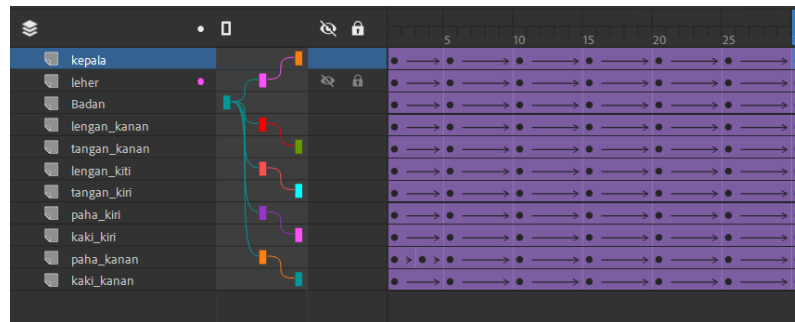 5 10 15 20 25
kepala
leher
Badan
lengan_kanan
tangan_kanan
lengan_kiti
tangan_kiri
paha_kiri
kaki_kiri
paha_kanan
kaki_kanan